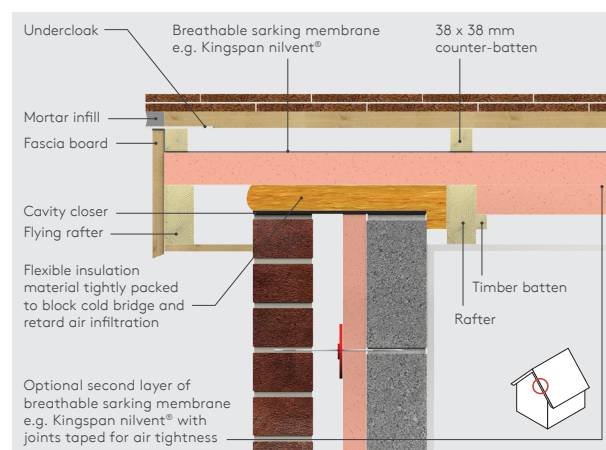 Undercloak
Breathable sarking membrane
e.g. Kingspan nilvent®
38 x 38 mm
counter-batten
Mortar infill
Fascia board
Cavity closer
Flying rafter
Flexible insulation
material tightly packed
to block cold bridge and
retard air infiltration
Timber batten
Rafter
Optional second layer of
breathable sarking membrane
e.g. Kingspan nilvent® with
joints taped for air tightness